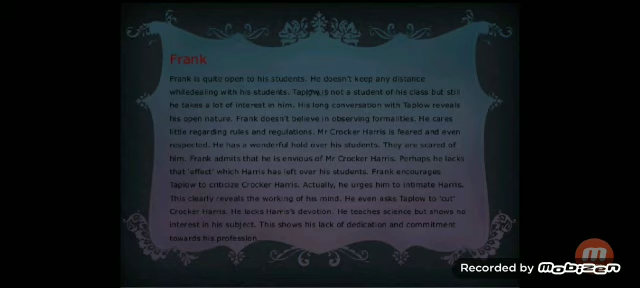 Frank
Frank is quite open to his students. He doesn't keep any distance
whiledealing with his students. Taplow is not a student of his class but still
he takes a lot of interest in him. His long conversation with Taplow reveals
his open nature. Frank doesn't believe in observing formalities. He cares
little regarding rules and regulations. Mr Crocker Harris is feared and even
respected. He has a wonderful hold over his students. They are scared of
him. Frank admits that he is envious of Mr Crocker Harris. Perhaps he lacks
that 'effect' which Harris has left over his students. Frank encourages
Taplow to criticize Crocker Harris. Actually, he urges him to intimate Harris.
This clearly reveals the working of his mind. He even asks Taplow to 'cut'
Crocker Harris. He lacks Harris's devotion. He teaches science but shows no
interest in his subject. This shows his lack of dedication and commitment
towards his profession
Recorded by Mobizen